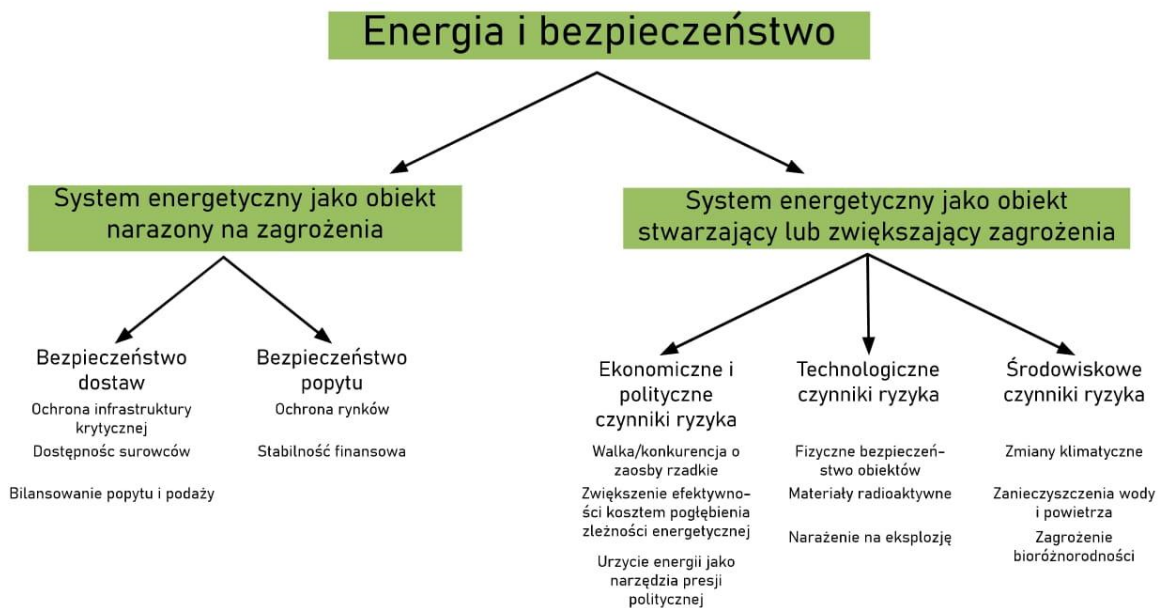 Energia i bezpieczeństwo
System energetyczny jako obiekt
narazony na zagrożenia
System energetyczny jako obiekt
stwarzający lub zwiększający zagrożenia
Bezpieczeństwo
dostaw
Ochrona infrastruktury
krytycznej
Dostępnośc surowców
Bilansowanie popytu i podaży
Bezpieczeństwo
popytu
Ochrona rynków
Stabilność finansowa
Ekonomiczne i
polityczne
czynniki ryzyka
Walka/konkurencja o
zaosby rzadkie
Zwiększenie efektywno-
ści kosztem pogłębienia
zleżności energetycznej
Urzycie energii jako
narzędzia presji
politycznej
Technologiczne
czynniki ryzyka
Fizyczne bezpieczeń-
stwo obiektów
Materiały radioaktywne
Narażenie na eksplozję
Środowiskowe
czynniki ryzyka
Zmiany klimatyczne
Zanieczyszczenia wody
i powietrza
Zagrożenie
bioróżnorodności